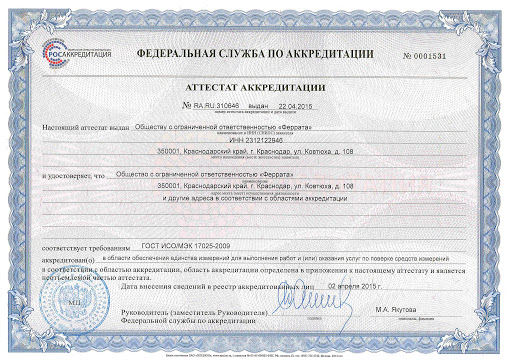 РОСАККРЕДИТАЦИЯ
ФЕДЕРАЛЬНАЯ СЛУЖБА ПО АККРЕДИТАЦИИ
№ 0001531
АТТЕСТАТ АККРЕДИТАЦИИ
№ RA.RU.310646 выдан 22.04.2015
номер аттестата аккредитации и дата выдачи
Настоящий аттестат выдан Обществу с ограниченной ответственностью «Феррата»
ИНН 2312122946
350001, Краснодарский край, г. Краснодар, ул. Ковтюха, д. 108
место нахождения (место жительства) заявителя
и удостоверяет, что Общество с ограниченной ответственностью «Феррата»
наименование
350001, Краснодарский край, г. Краснодар, ул. Ковтюха, д. 108
адрес места (мест) осуществления деятельности
и другие адреса в соответствии с областями аккредитации
соответствует требованиям ГОСТ ИСО/МЭК 17025-2009
аккредитован(о) в области обеспечения единства измерений для выполнения работ и (или) оказания услуг по поверке средств измерений
в соответствии с областью аккредитации, область аккредитации определена в приложении к настоящему аттестату и является
неотъемлемой частью аттестата.
Дата внесения сведений в реестр аккредитованных лиц 02 апреля 2015 г.
М.П.
Руководитель (заместитель Руководителя)
Федеральной службы по аккредитации
подпись
М.А. Якутова
инициалы, фамилия